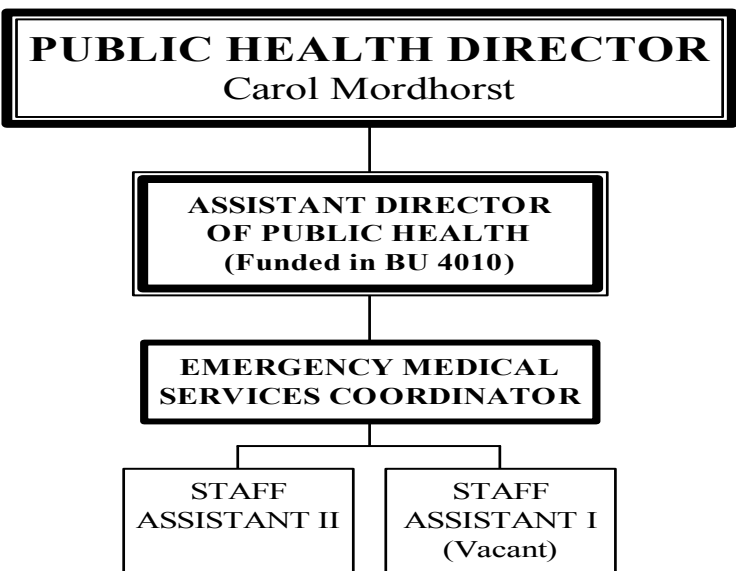 PUBLIC HEALTH DIRECTOR
Carol Mordhorst
ASSISTANT DIRECTOR
OF PUBLIC HEALTH
(Funded in BU 4010)
EMERGENCY MEDICAL
SERVICES COORDINATOR
STAFF
ASSISTANT II
STAFF
ASSISTANT I
(Vacant)